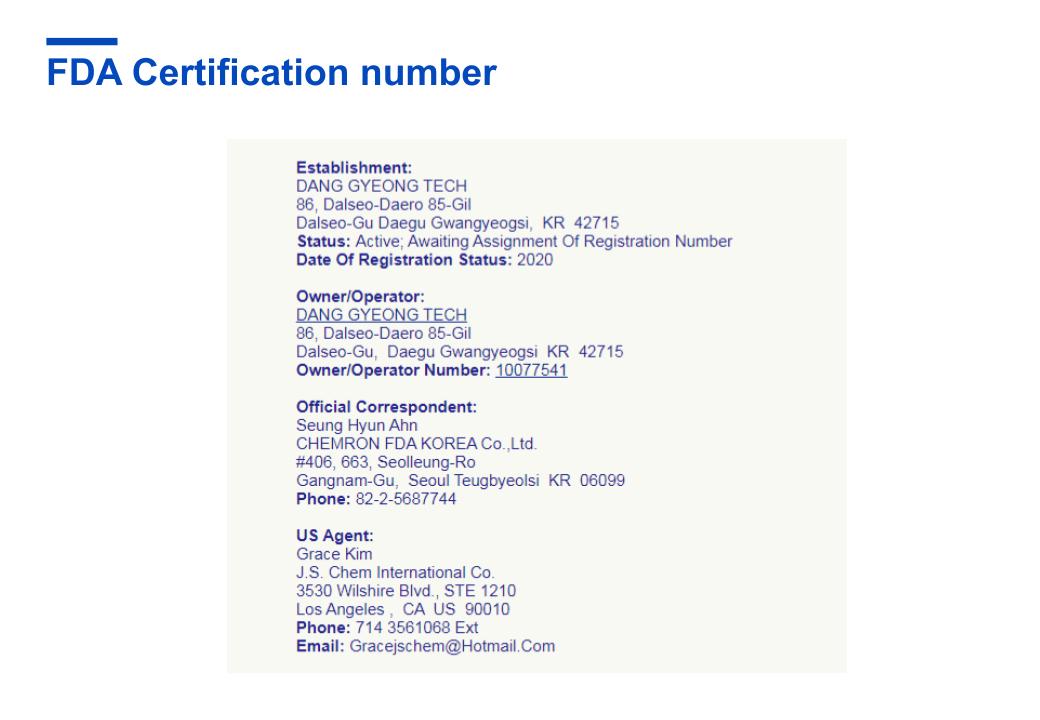 FDA Certification number
Establishment:
DANG GYEONG TECH
86, Dalseo-Daero 85-Gil
Dalseo-Gu Daegu Gwangyeogsi, KR 42715
Status: Active; Awaiting Assignment Of Registration Number
Date Of Registration Status: 2020
Owner/Operator:
DANG GYEONG TECH
86, Dalseo-Daero 85-Gil
Dalseo-Gu, Daegu Gwangyeogsi KR 42715
Owner/Operator Number: 10077541
Official Correspondent:
Seung Hyun Ahn
CHEMRON FDA KOREA Co.,Ltd.
#406, 663, Seolleung-Ro
Gangnam-Gu, Seoul Teugbyeolsi KR 06099
Phone: 82-2-5687744
US Agent:
Grace Kim
J.S. Chem International Co.
3530 Wilshire Blvd., STE 1210
Los Angeles , CA US 90010
Phone: 714 3561068 Ext
Email: Gracejschem@Hotmail.Com